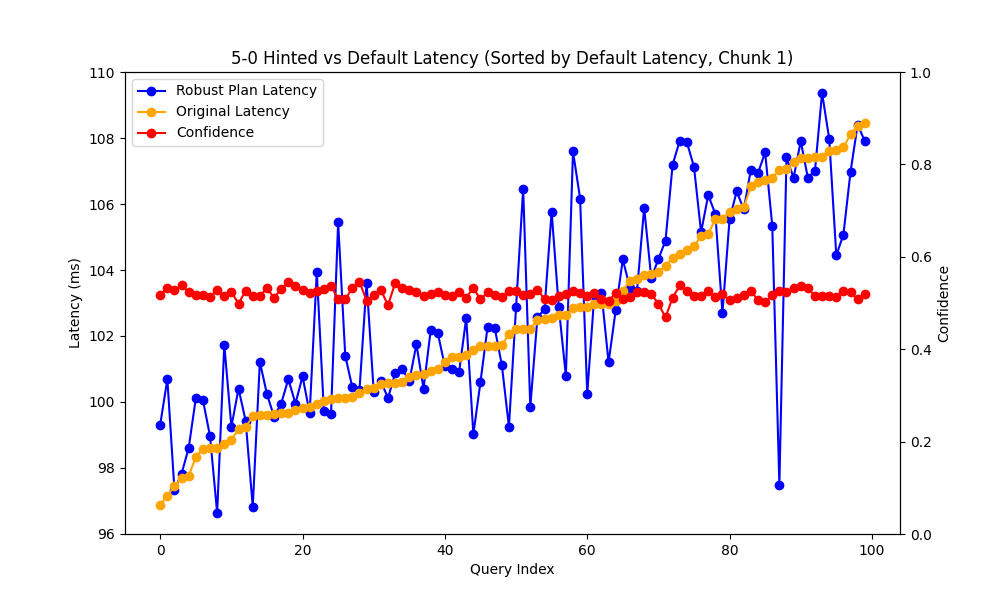 5-0 Hinted vs Default Latency (Sorted by Default Latency, Chunk 1)
Robust Plan Latency
Original Latency
Confidence
110
108
106
104
102
100
98
96
Latency (ms)
1.0
0.8
0.6
0.4
0.2
0.0
Confidence
0
20
40
60
80
100
Query Index